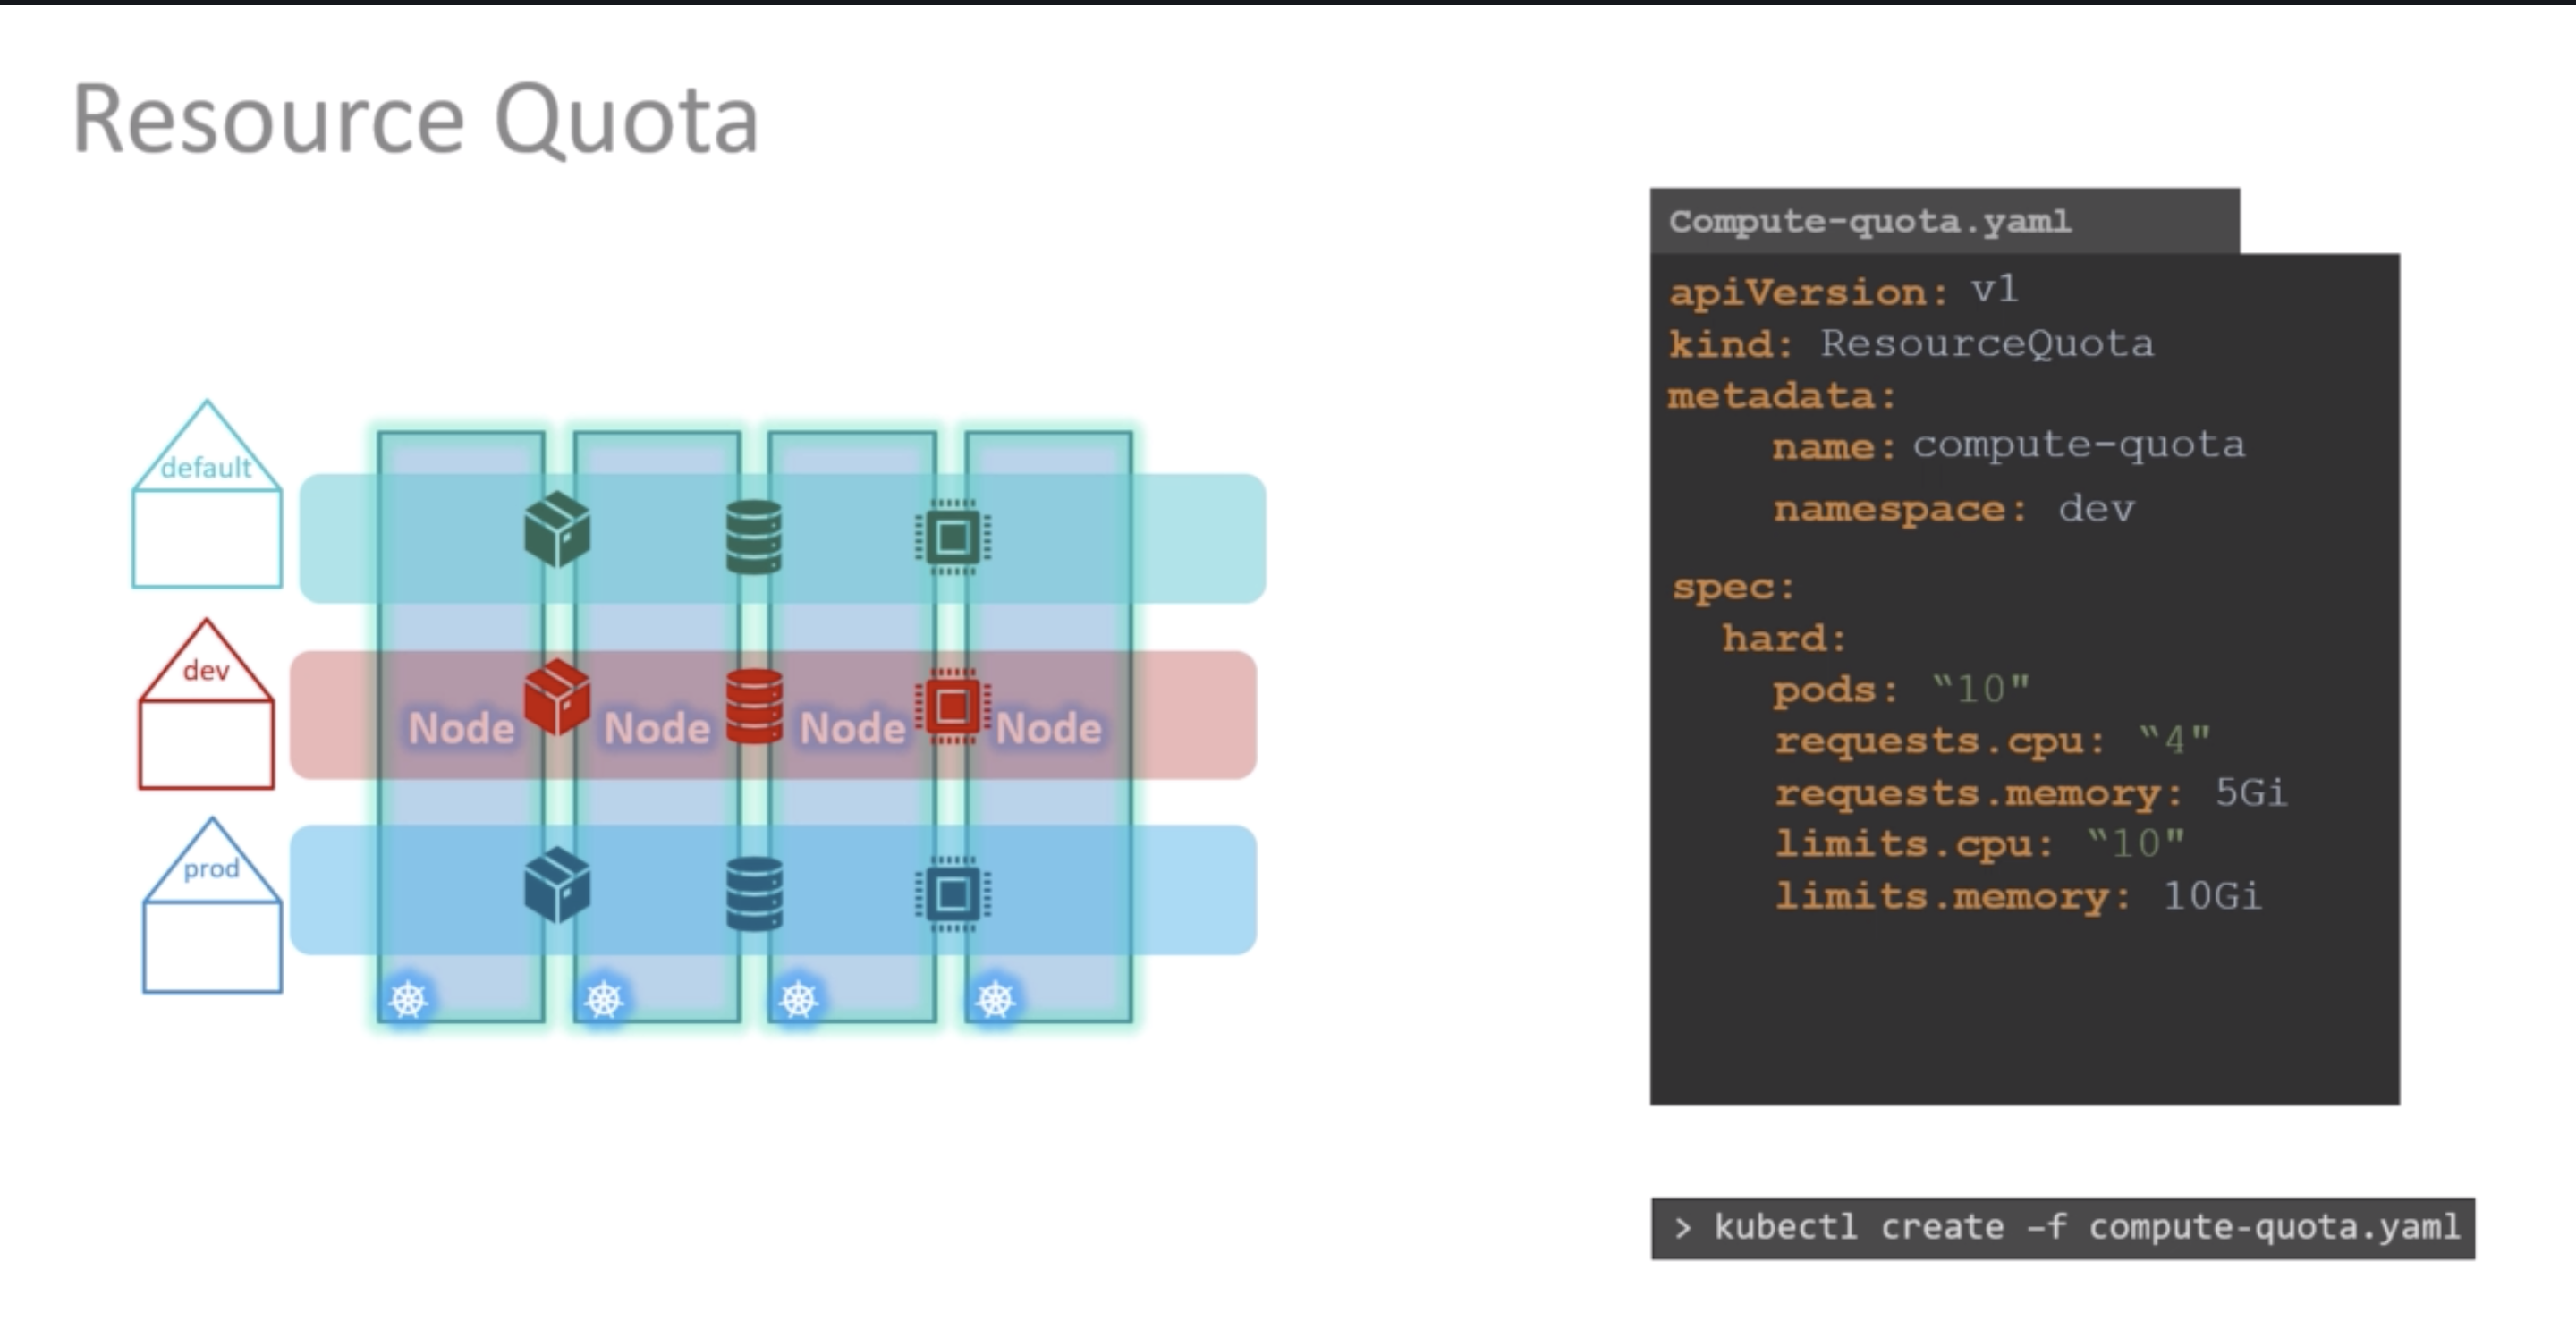 Resource Quota
default
dev
Node Node Node Node
prod
Compute-quota.yaml
apiVersion: v1
kind: ResourceQuota
metadata:
    name: compute-quota
    namespace: dev
spec:
  hard:
    pods: “10"
    requests.cpu: “4"
    requests.memory: 5Gi
    limits.cpu: “10"
    limits.memory: 10Gi
> kubectl create –f compute-quota.yaml